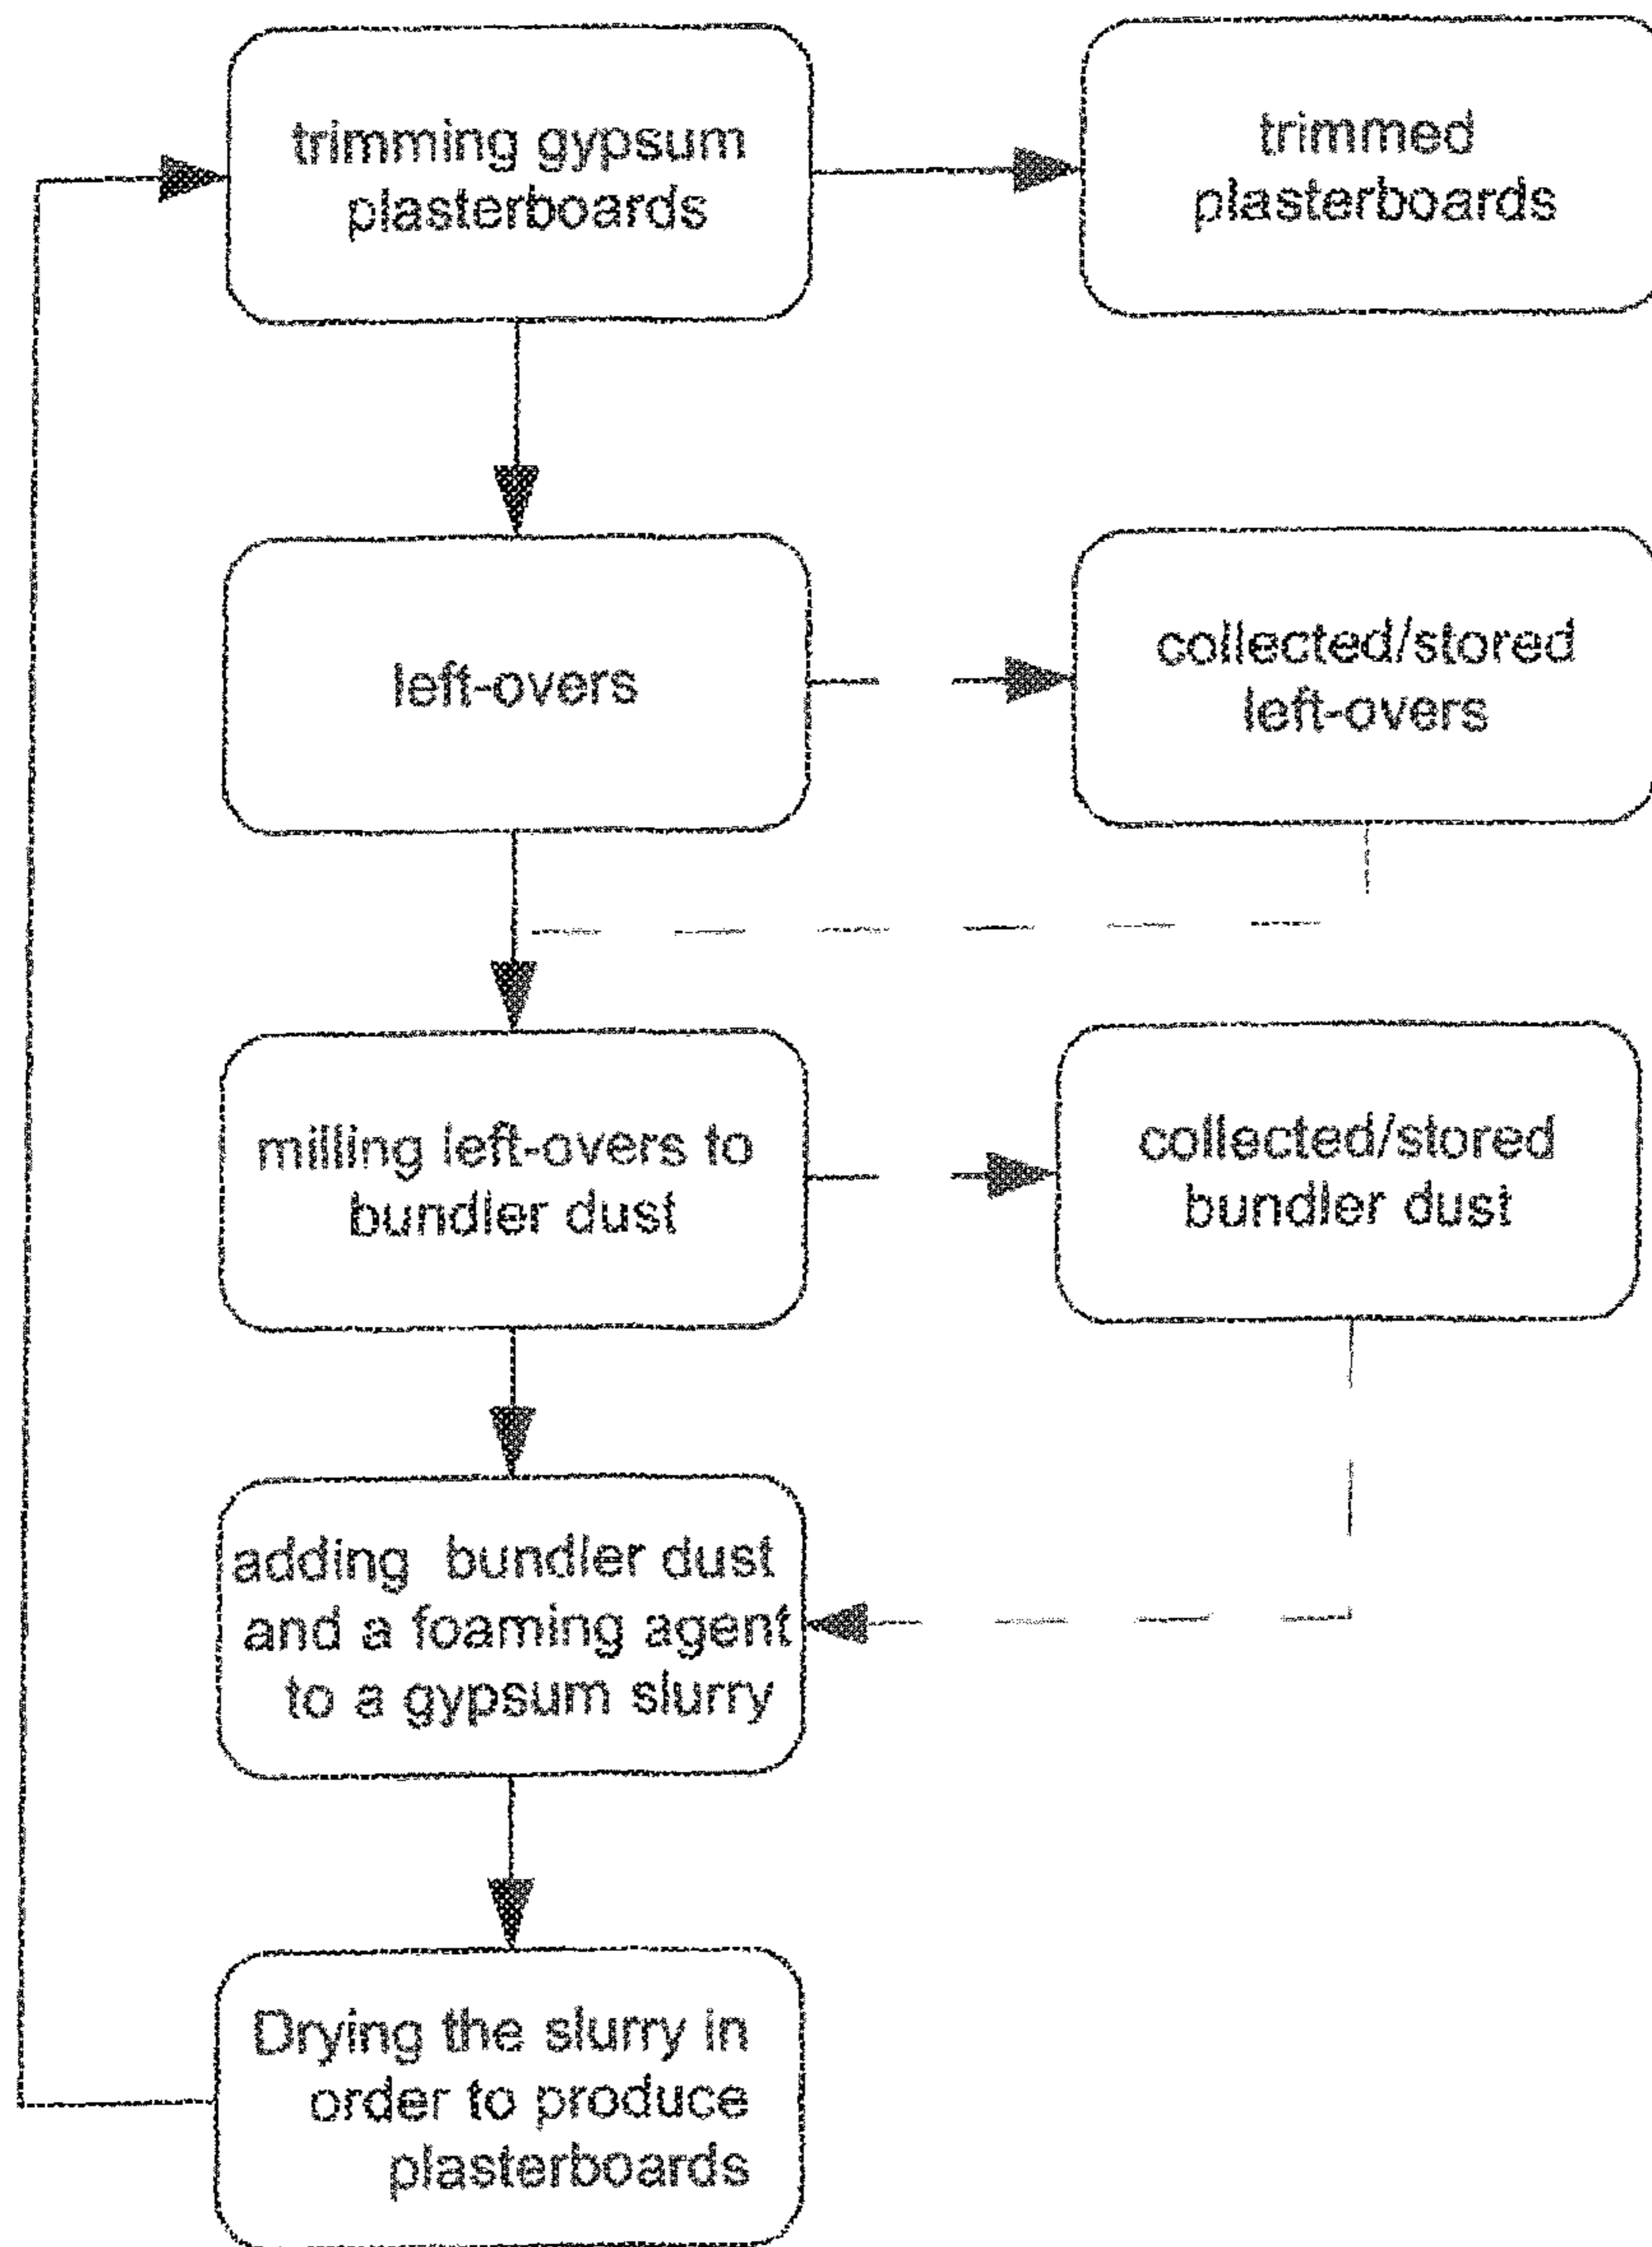 trimming gypsum
plasterboards
trimmed
plasterboards
left-overs
collected/stored
left-overs
milling left-overs to
bundler dust
collected/stored
bundler dust
adding bundler dust
and a foaming agent
to a gypsum slurry
Drying the slurry in
order to produce
plasterboards